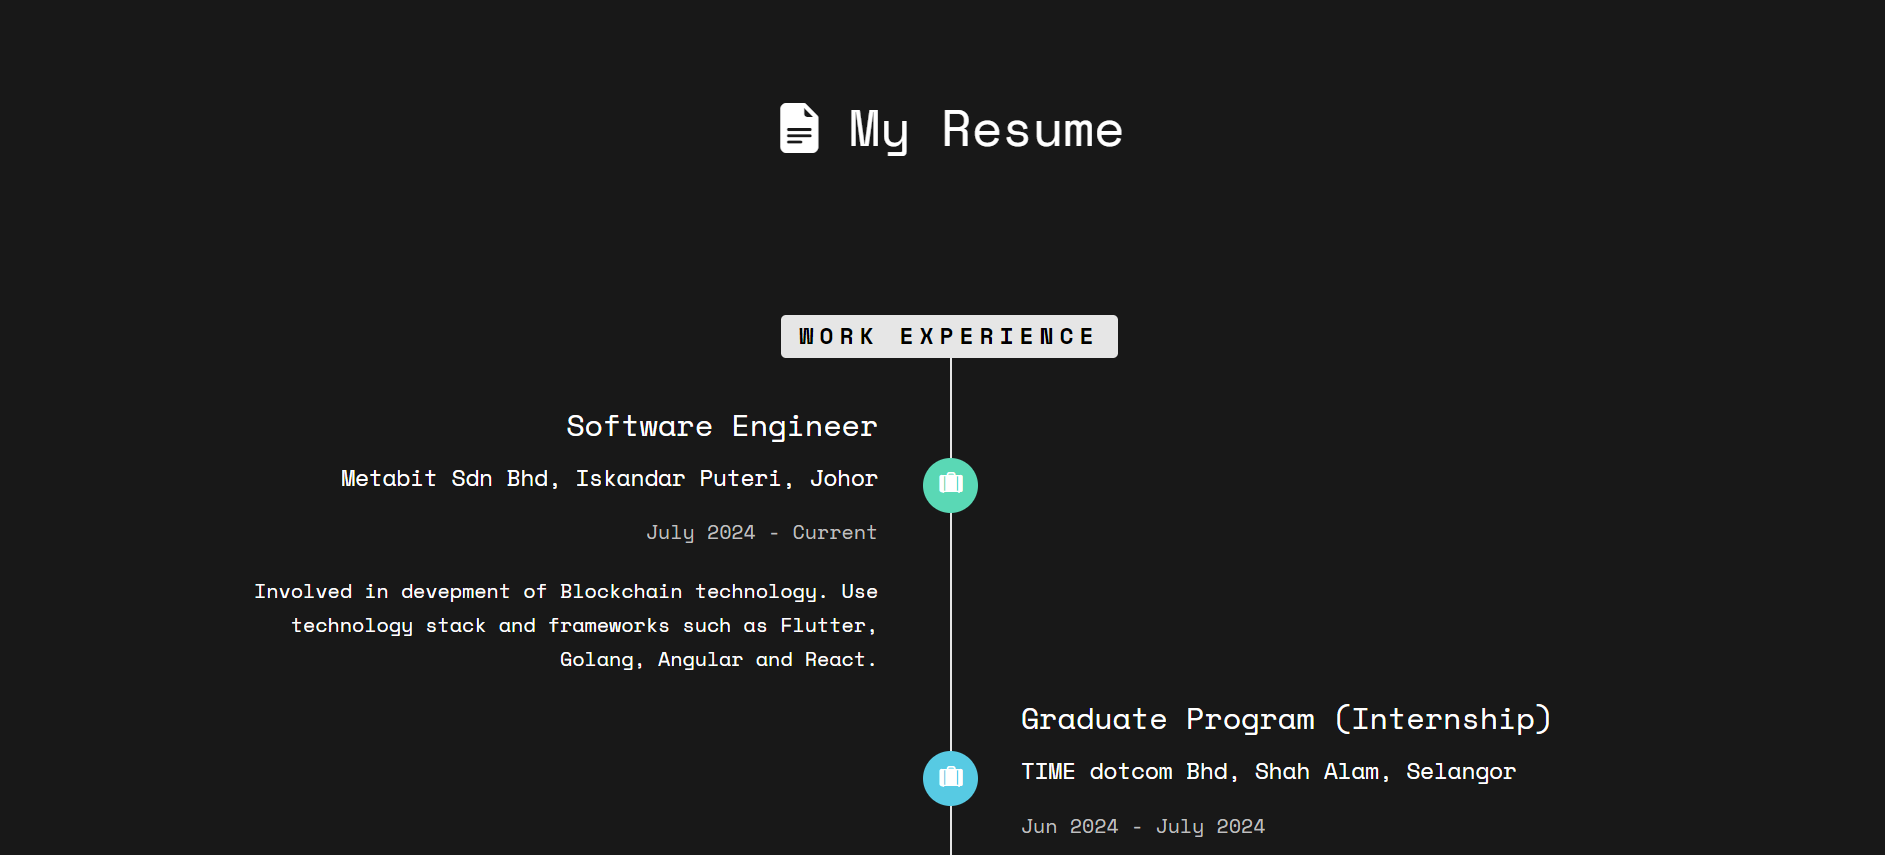 My Resume
WORK EXPERIENCE
Software Engineer
Metabit Sdn Bhd, Iskandar Puteri, Johor
July 2024 - Current
Involved in devepment of Blockchain technology. Use
technology stack and frameworks such as Flutter,
Golang, Angular and React.
Graduate Program (Internship)
TIME dotcom Bhd, Shah Alam, Selangor
Jun 2024 - July 2024